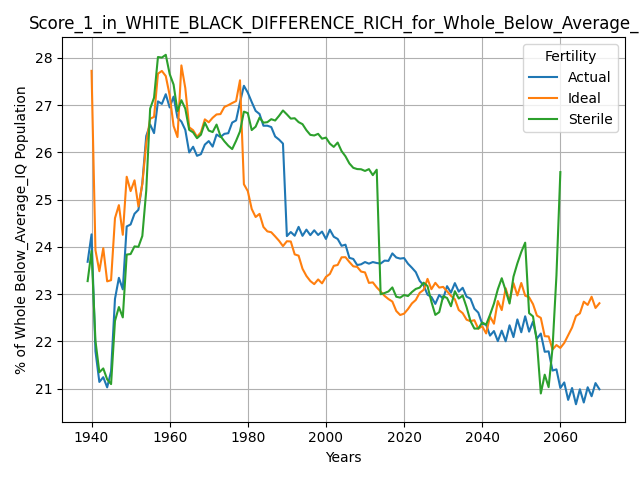 Score_1_in_WHITE_BLACK_DIFFERENCE_RICH_for_Whole_Below_Average_
% of Whole Below_Average_IQ Population
28
27
26
25
24
23
22
21
Fertility
Actual
Ideal
Sterile
1940 1960 1980 2000 2020 2040 2060
Years